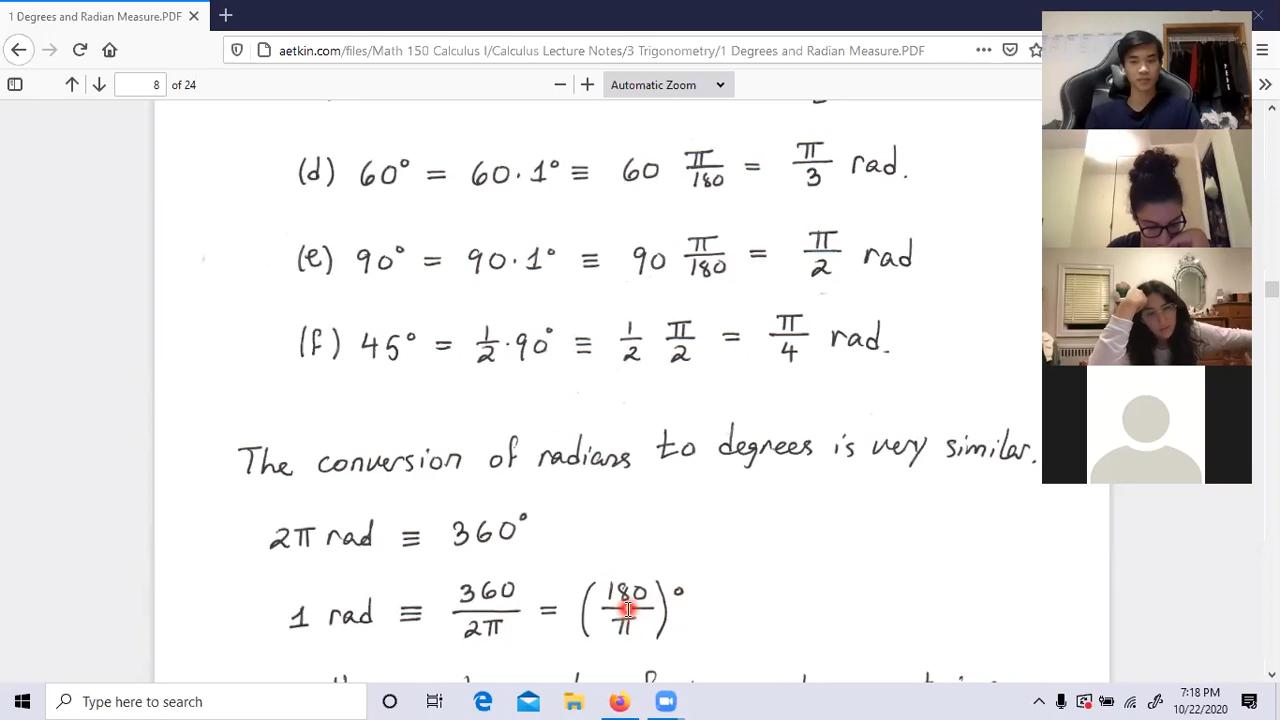 1 Degrees and Radian Measure.PDF
aetkin.com/files/Math 150 Calculus I/Calculus Lecture Notes/3 Trigonometry/1 Degrees and Radian Measure.PDF
8 of 24
Automatic Zoom
(d) 60° = 60·1° ≡ 60 π/180 = π/3 rad.
(e) 90° = 90·1° ≡ 90 π/180 = π/2 rad
(f) 45° = 1/2·90° ≡ 1/2 π/2 = π/4 rad.
The conversion of radians to degrees is very similar.
2π rad ≡ 360°
1 rad ≡ 360/2π = (180/π)°
Type here to search
7:18 PM
10/22/2020